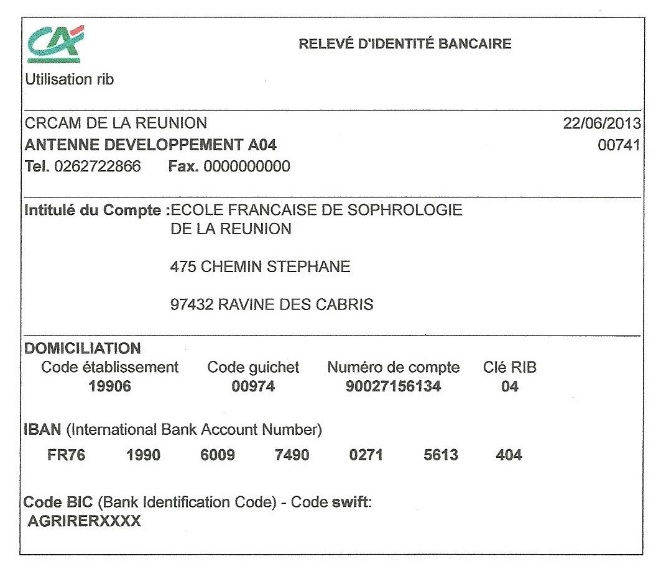 CA
RELEVÉ D'IDENTITÉ BANCAIRE
Utilisation rib
CRCAM DE LA REUNION 22/06/2013
ANTENNE DEVELOPPEMENT A04 00741
Tel. 0262722866 Fax. 0000000000
Intitulé du Compte :ECOLE FRANCAISE DE SOPHROLOGIE
DE LA REUNION
475 CHEMIN STEPHANE
97432 RAVINE DES CABRIS
DOMICILIATION
Code établissement Code guichet Numéro de compte Clé RIB
19906 00974 90027156134 04
IBAN (International Bank Account Number)
FR76 1990 6009 7490 0271 5613 404
Code BIC (Bank Identification Code) - Code swift:
AGRIRERXXXX